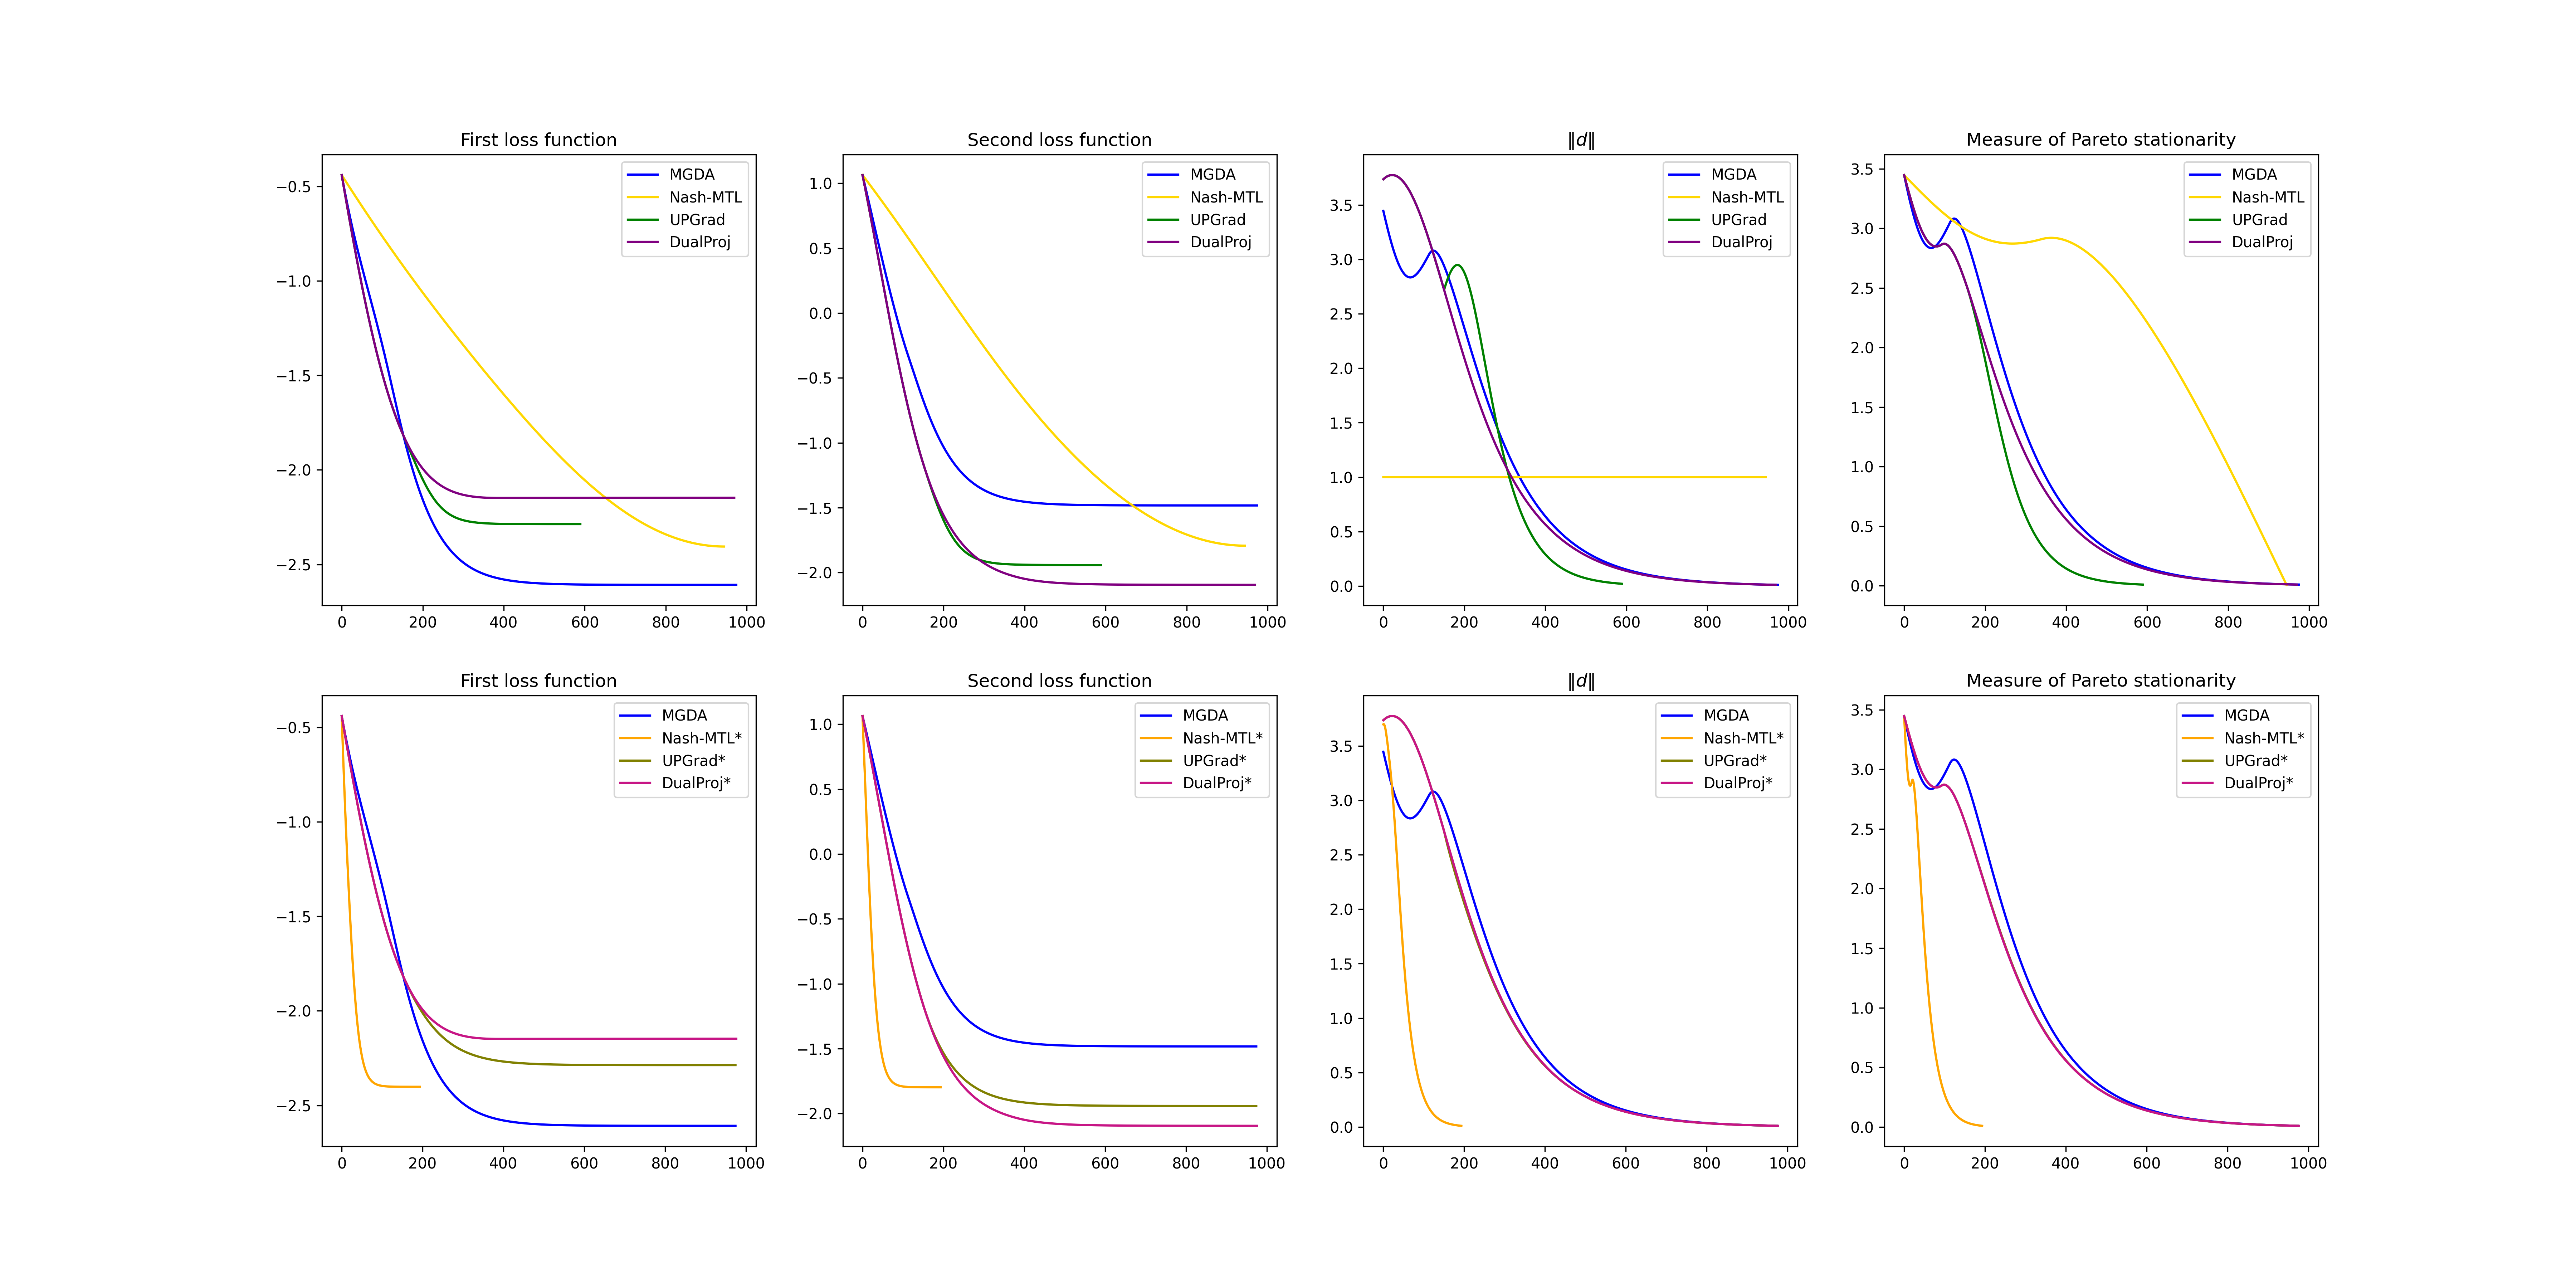 First loss function
MGDA
Nash-MTL
UPGrad
DualProj
−0.5
−1.0
−1.5
−2.0
−2.5
0 200 400 600 800 1000
Second loss function
MGDA
Nash-MTL
UPGrad
DualProj
1.0
0.5
0.0
−0.5
−1.0
−1.5
−2.0
0 200 400 600 800 1000
‖d‖
MGDA
Nash-MTL
UPGrad
DualProj
3.5
3.0
2.5
2.0
1.5
1.0
0.5
0.0
0 200 400 600 800 1000
Measure of Pareto stationarity
MGDA
Nash-MTL
UPGrad
DualProj
3.5
3.0
2.5
2.0
1.5
1.0
0.5
0.0
0 200 400 600 800 1000
First loss function
MGDA
Nash-MTL*
UPGrad*
DualProj*
−0.5
−1.0
−1.5
−2.0
−2.5
0 200 400 600 800 1000
Second loss function
MGDA
Nash-MTL*
UPGrad*
DualProj*
1.0
0.5
0.0
−0.5
−1.0
−1.5
−2.0
0 200 400 600 800 1000
‖d‖
MGDA
Nash-MTL*
UPGrad*
DualProj*
3.5
3.0
2.5
2.0
1.5
1.0
0.5
0.0
0 200 400 600 800 1000
Measure of Pareto stationarity
MGDA
Nash-MTL*
UPGrad*
DualProj*
3.5
3.0
2.5
2.0
1.5
1.0
0.5
0.0
0 200 400 600 800 1000